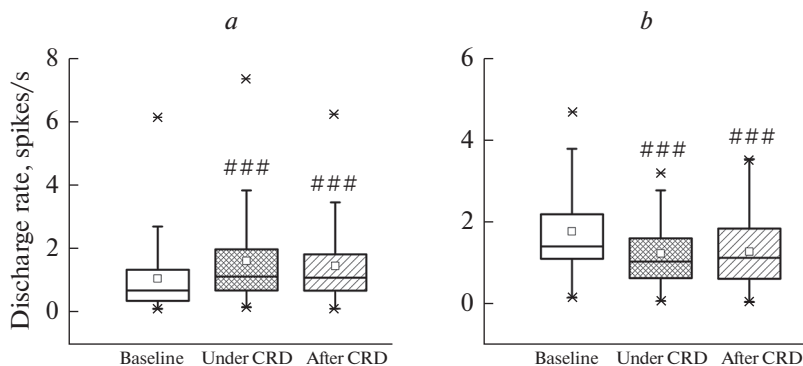 a
b
Discharge rate, spikes/s
8
6
4
2
0
###
###
Baseline
Under CRD
After CRD
6
4
2
0
###
###
Baseline
Under CRD
After CRD